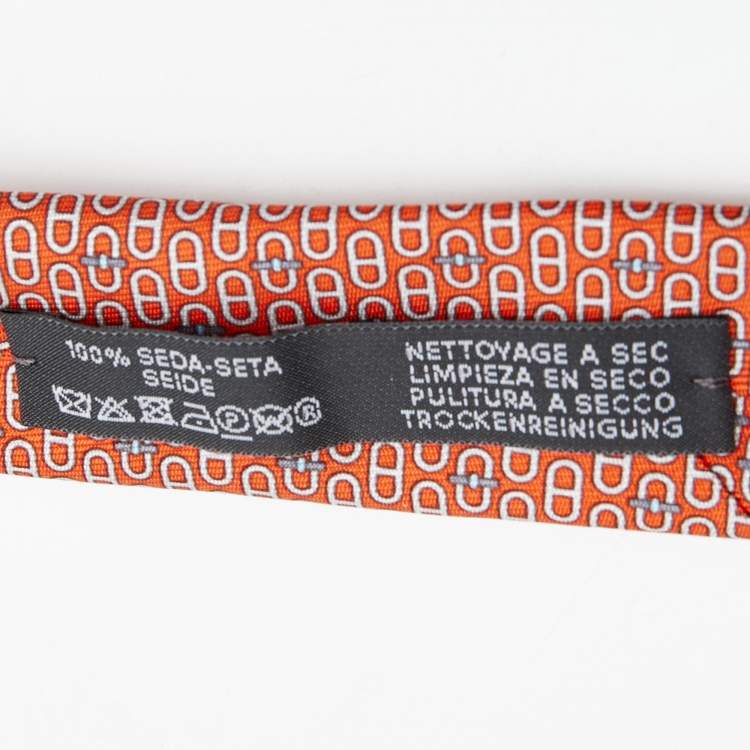 100% SEDA-SETA
SEIDE
NETTOYAGE A SEC
LIMPIEZA EN SECO
PULITURA A SECCO
TROCKENREINIGUNG